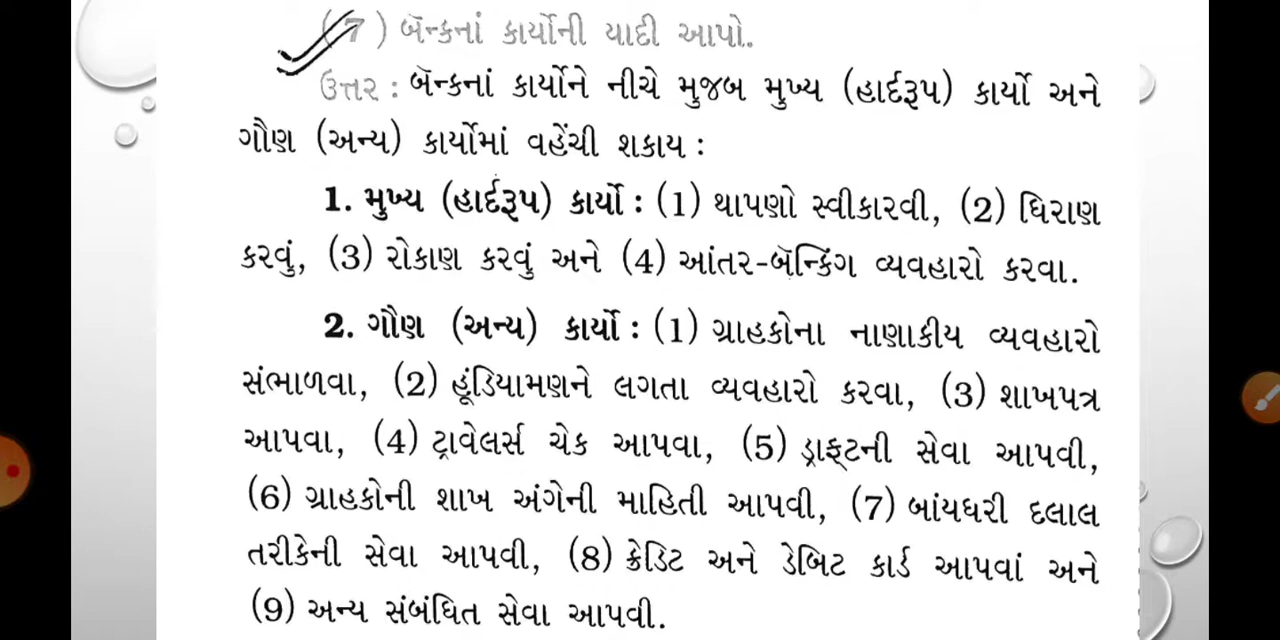 (7) બૅન્કનાં કાર્યોની યાદી આપો.
ઉત્તર : બૅન્કનાં કાર્યોને નીચે મુજબ મુખ્ય (હાર્દરૂપ) કાર્યો અને
ગૌણ (અન્ય) કાર્યોમાં વહેંચી શકાય :
1. મુખ્ય (હાર્દરૂપ) કાર્યો : (1) થાપણો સ્વીકારવી, (2) ધિરાણ
કરવું, (3) રોકાણ કરવું અને (4) આંતર-બૅન્કિંગ વ્યવહારો કરવા.
2. ગૌણ (અન્ય) કાર્યો : (1) ગ્રાહકોના નાણાકીય વ્યવહારો
સંભાળવા, (2) હૂંડિયામણને લગતા વ્યવહારો કરવા, (3) શાખપત્ર
આપવા, (4) ટ્રાવેલર્સ ચેક આપવા, (5) ડ્રાફ્ટની સેવા આપવી,
(6) ગ્રાહકોની શાખ અંગેની માહિતી આપવી, (7) બાંયધરી દલાલ
તરીકેની સેવા આપવી, (8) ક્રેડિટ અને ડેબિટ કાર્ડ આપવાં અને
(9) અન્ય સંબંધિત સેવા આપવી.